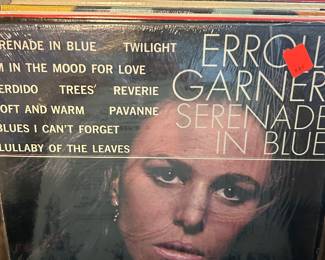 ERENADE IN BLUE TWILIGHT
M IN THE MOOD FOR LOVE
ERDIDO TREES' REVERIE
OFT AND WARM PAVANNE
BLUES I CAN'T FORGET
LULLABY OF THE LEAVES
ERROLL
GARNER
SERENADE
IN BLUE